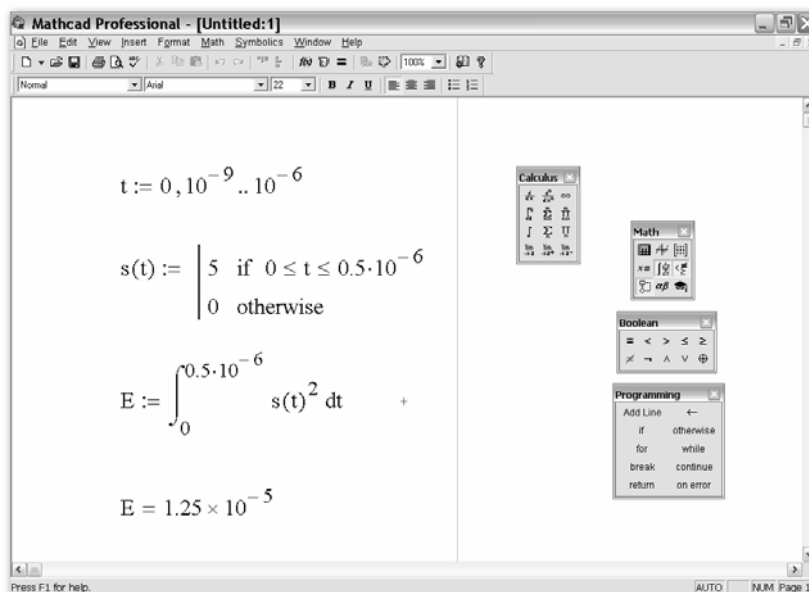 Mathcad Professional - [Untitled:1]
File Edit View Insert Format Math Symbolics Window Help
100%
Normal Arial 22 B I U
t := 0 , 10^-9 .. 10^-6
s(t) := | 5 if 0 ≤ t ≤ 0.5·10^-6
0 otherwise
E := ∫_0^0.5·10^-6 s(t)^2 dt
E = 1.25 × 10^-5
Calculus
Math
Boolean
= < > ≤ ≥
≠ ¬ ∧ ∨ ⊕
Programming
Add Line ←
if otherwise
for while
break continue
return on error
Press F1 for help.
AUTO NUM Page 1